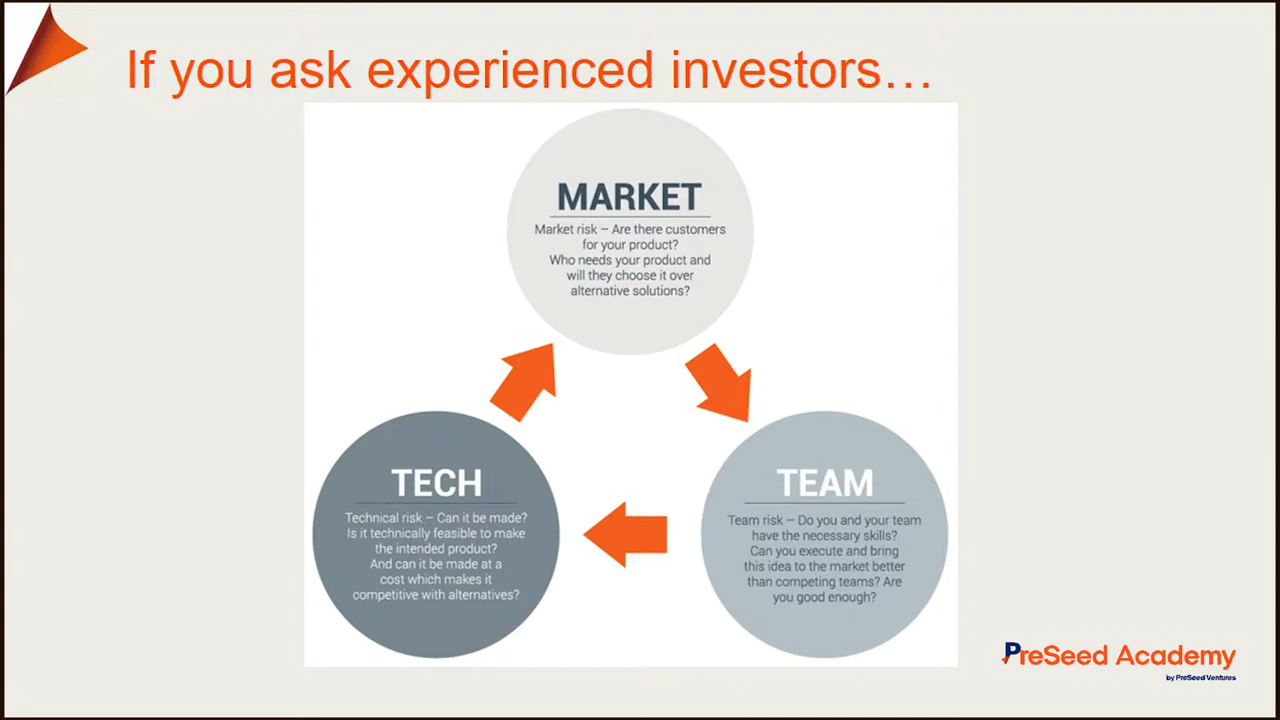 If you ask experienced investors…
MARKET
Market risk – Are there customers
for your product?
Who needs your product and
will they choose it over
alternative solutions?
TECH
Technical risk – Can it be made?
Is it technically feasible to make
the intended product?
And can it be made at a
cost which makes it
competitive with alternatives?
TEAM
Team risk – Do you and your team
have the necessary skills?
Can you execute and bring
this idea to the market better
than competing teams? Are
you good enough?
PreSeed Academy
by PreSeed Ventures